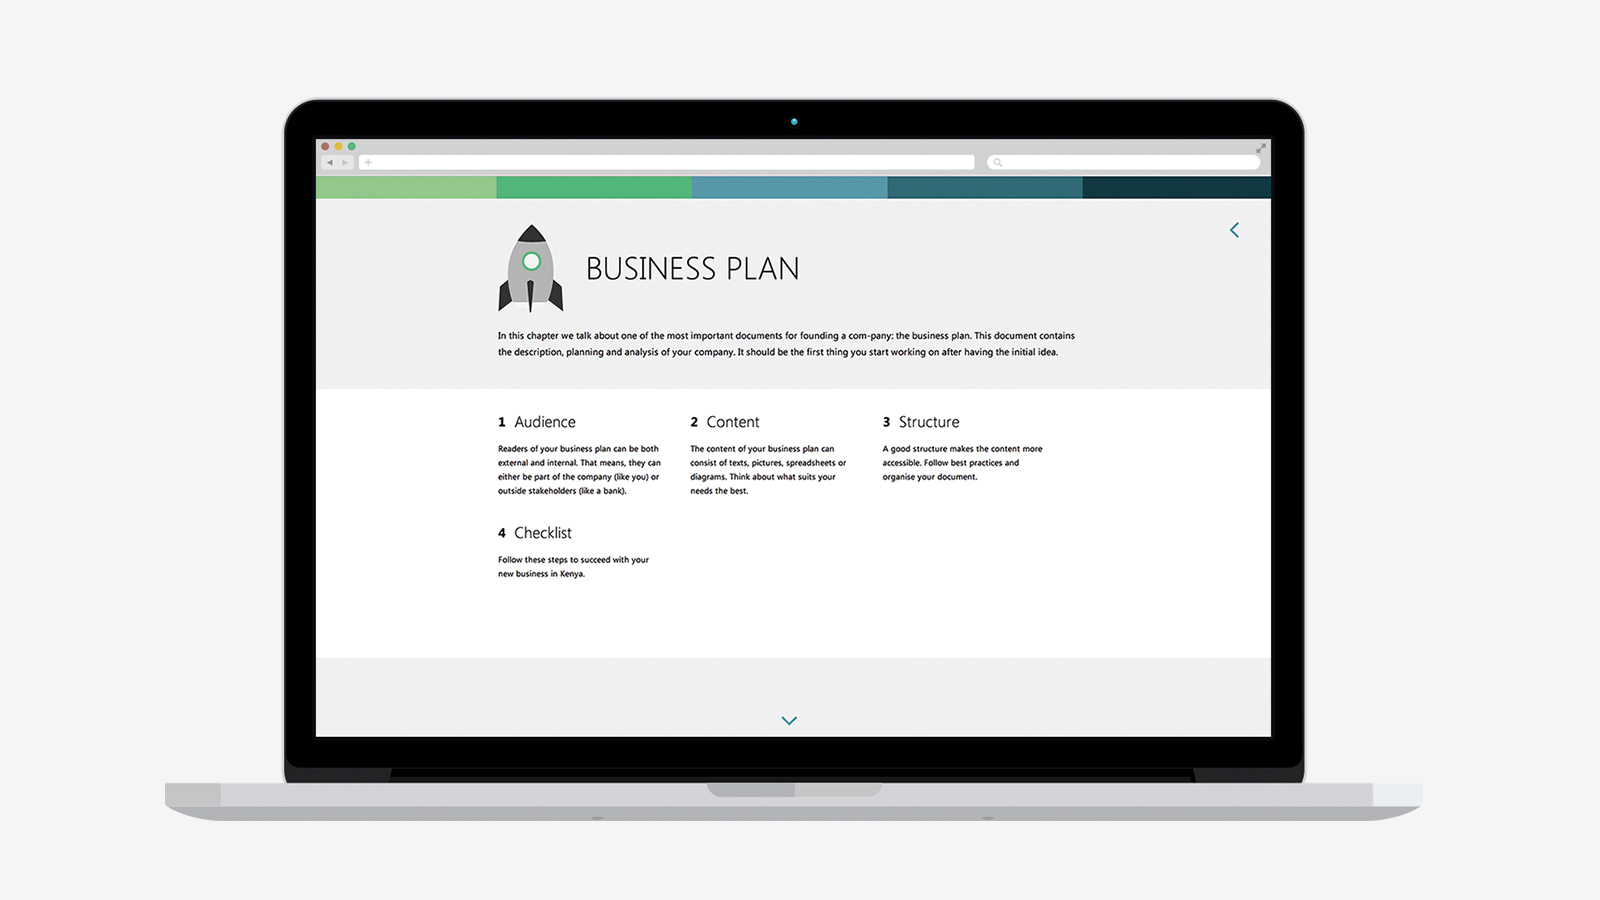 BUSINESS PLAN
In this chapter we talk about one of the most important documents for founding a com-pany: the business plan. This document contains
the description, planning and analysis of your company. It should be the first thing you start working on after having the initial idea.
1 Audience
Readers of your business plan can be both
external and internal. That means, they can
either be part of the company (like you) or
outside stakeholders (like a bank).
2 Content
The content of your business plan can
consist of texts, pictures, spreadsheets or
diagrams. Think about what suits your
needs the best.
3 Structure
A good structure makes the content more
accessible. Follow best practices and
organise your document.
4 Checklist
Follow these steps to succeed with your
new business in Kenya.